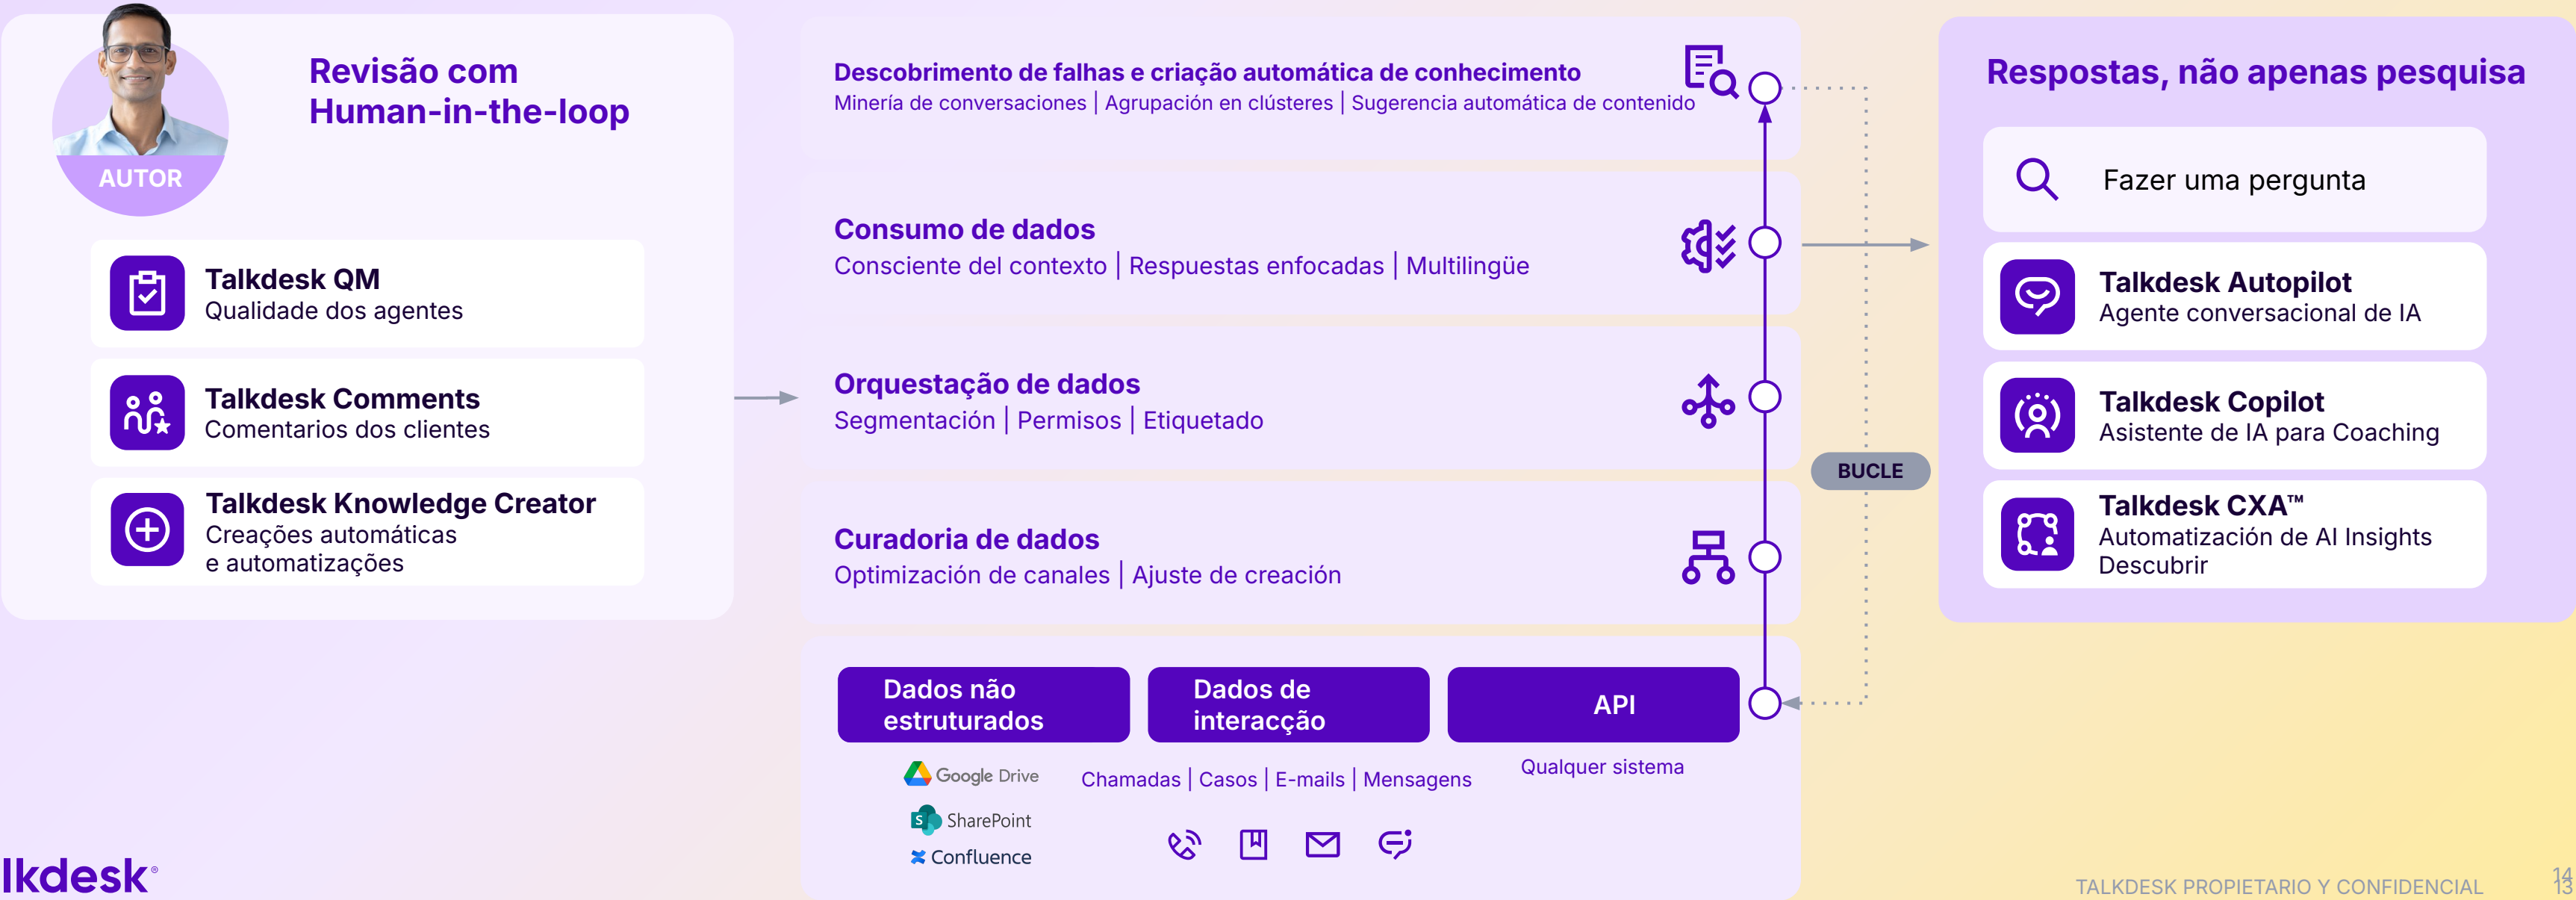 AUTOR
Revisão com
Human-in-the-loop
Talkdesk QM
Qualidade dos agentes
Talkdesk Comments
Comentarios dos clientes
Talkdesk Knowledge Creator
Creações automáticas
e automatizações
Descobrimento de falhas e criação automática de conhecimento
Minería de conversaciones | Agrupación en clústeres | Sugerencia automática de contenido
Consumo de dados
Consciente del contexto | Respuestas enfocadas | Multilingüe
Orquestação de dados
Segmentación | Permisos | Etiquetado
Curadoria de dados
Optimización de canales | Ajuste de creación
Dados não
estruturados
Google Drive
SharePoint
Confluence
Dados de
interacção
Chamadas | Casos | E-mails | Mensagens
API
Qualquer sistema
BUCLE
Respostas, não apenas pesquisa
Fazer uma pergunta
Talkdesk Autopilot
Agente conversacional de IA
Talkdesk Copilot
Asistente de IA para Coaching
Talkdesk CXA™
Automatización de AI Insights
Descubrir
lkdesk®
TALKDESK PROPIETARIO Y CONFIDENCIAL
14
13